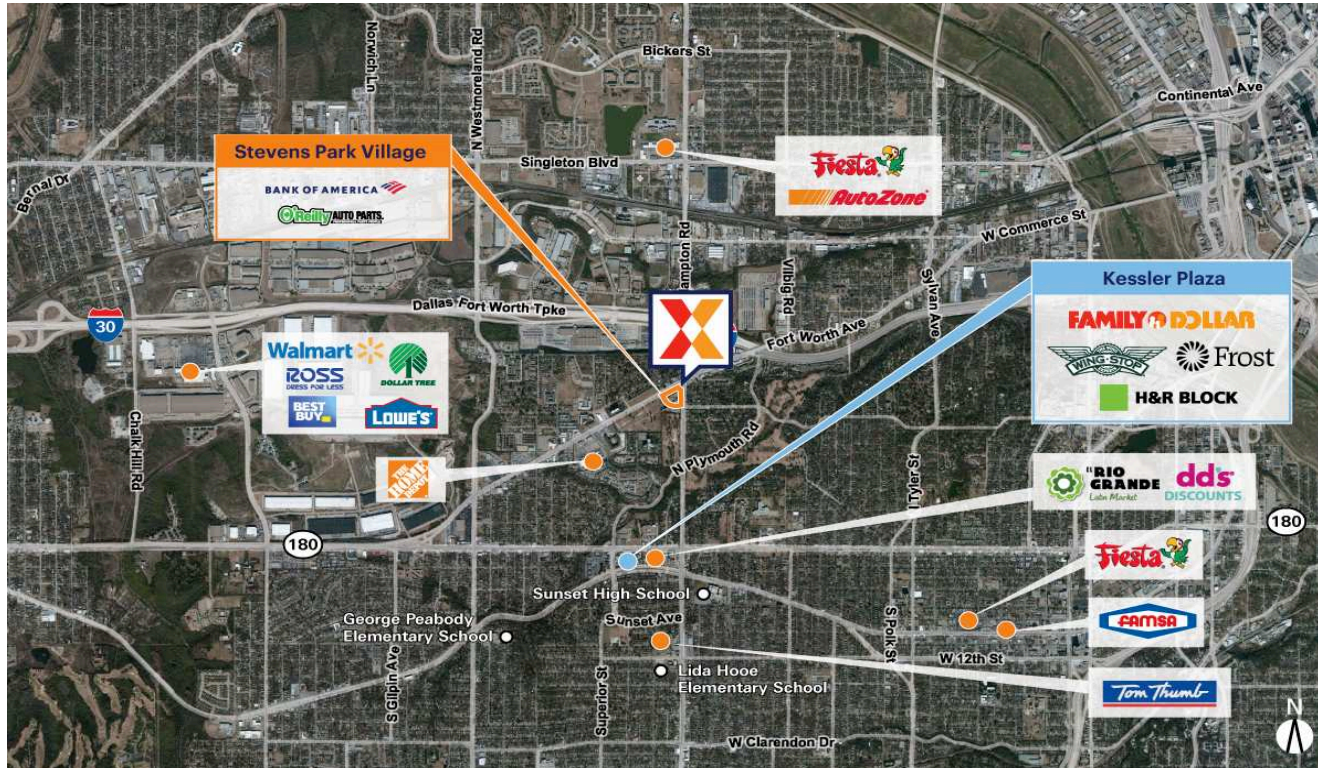 Bickers St
Norwich Ln
N Westmoreland Rd
Continental Ave
Stevens Park Village
BANK OF AMERICA
O'Reilly AUTO PARTS
Singleton Blvd
Fiesta
AutoZone
Bernal Dr
ampton Rd
Vilbig Rd
W Commerce St
Sylvan Ave
Kessler Plaza
FAMILY DOLLAR
WING·STOP
Frost
H&R BLOCK
Dallas Fort Worth Tpke
30
Fort Worth Ave
Walmart
DOLLAR TREE
ROSS
DRESS FOR LESS
BEST
BUY
LOWE'S
Chalk Hill Rd
THE
HOME
DEPOT
N Plymouth Rd
Tyler St
EL RIO
GRANDE
Latin Market
dd's
DISCOUNTS
180
180
Fiesta
Sunset High School
Sunset Ave
George Peabody
Elementary School
FAMSA
S Gilpin Ave
Superior St
Lida Hooe
Elementary School
S Polk St
W 12th St
Tom Thumb
W Clarendon Dr
N